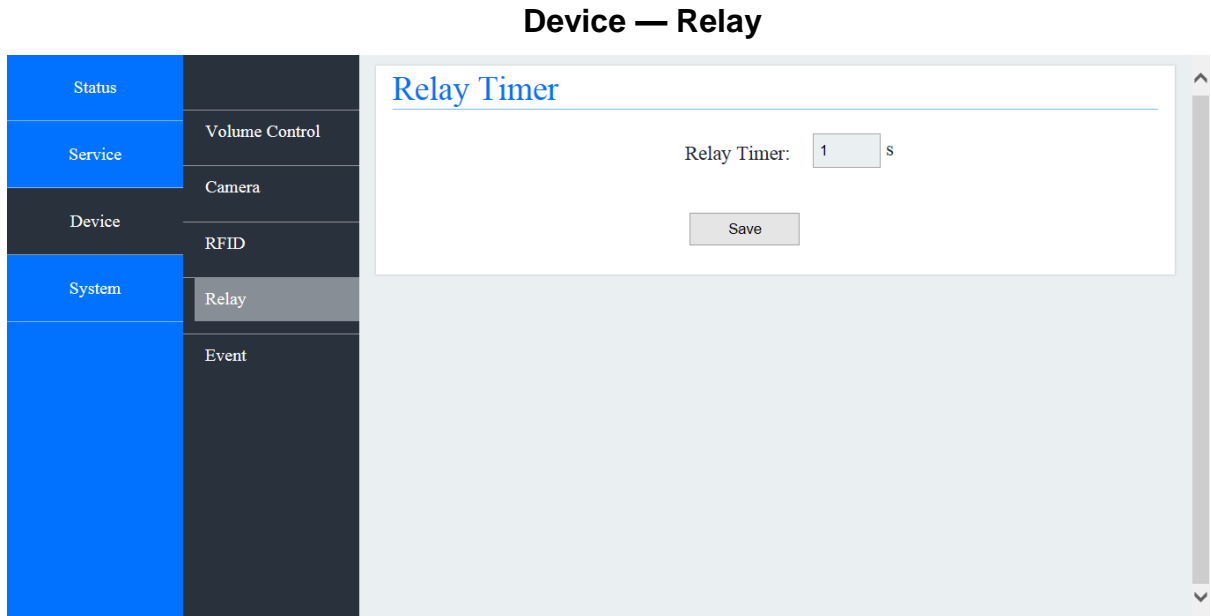 Device — Relay
Status
Service
Device
System
Volume Control
Camera
RFID
Relay
Event
Relay Timer
Relay Timer: 1 s
Save